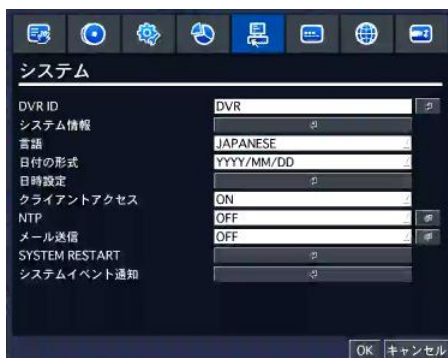 システム
DVR ID DVR
システム情報
言語 JAPANESE
日付の形式 YYYY/MM/DD
日時設定
クライアントアクセス ON
NTP OFF
メール送信 OFF
SYSTEM RESTART
システムイベント通知
OK キャンセル